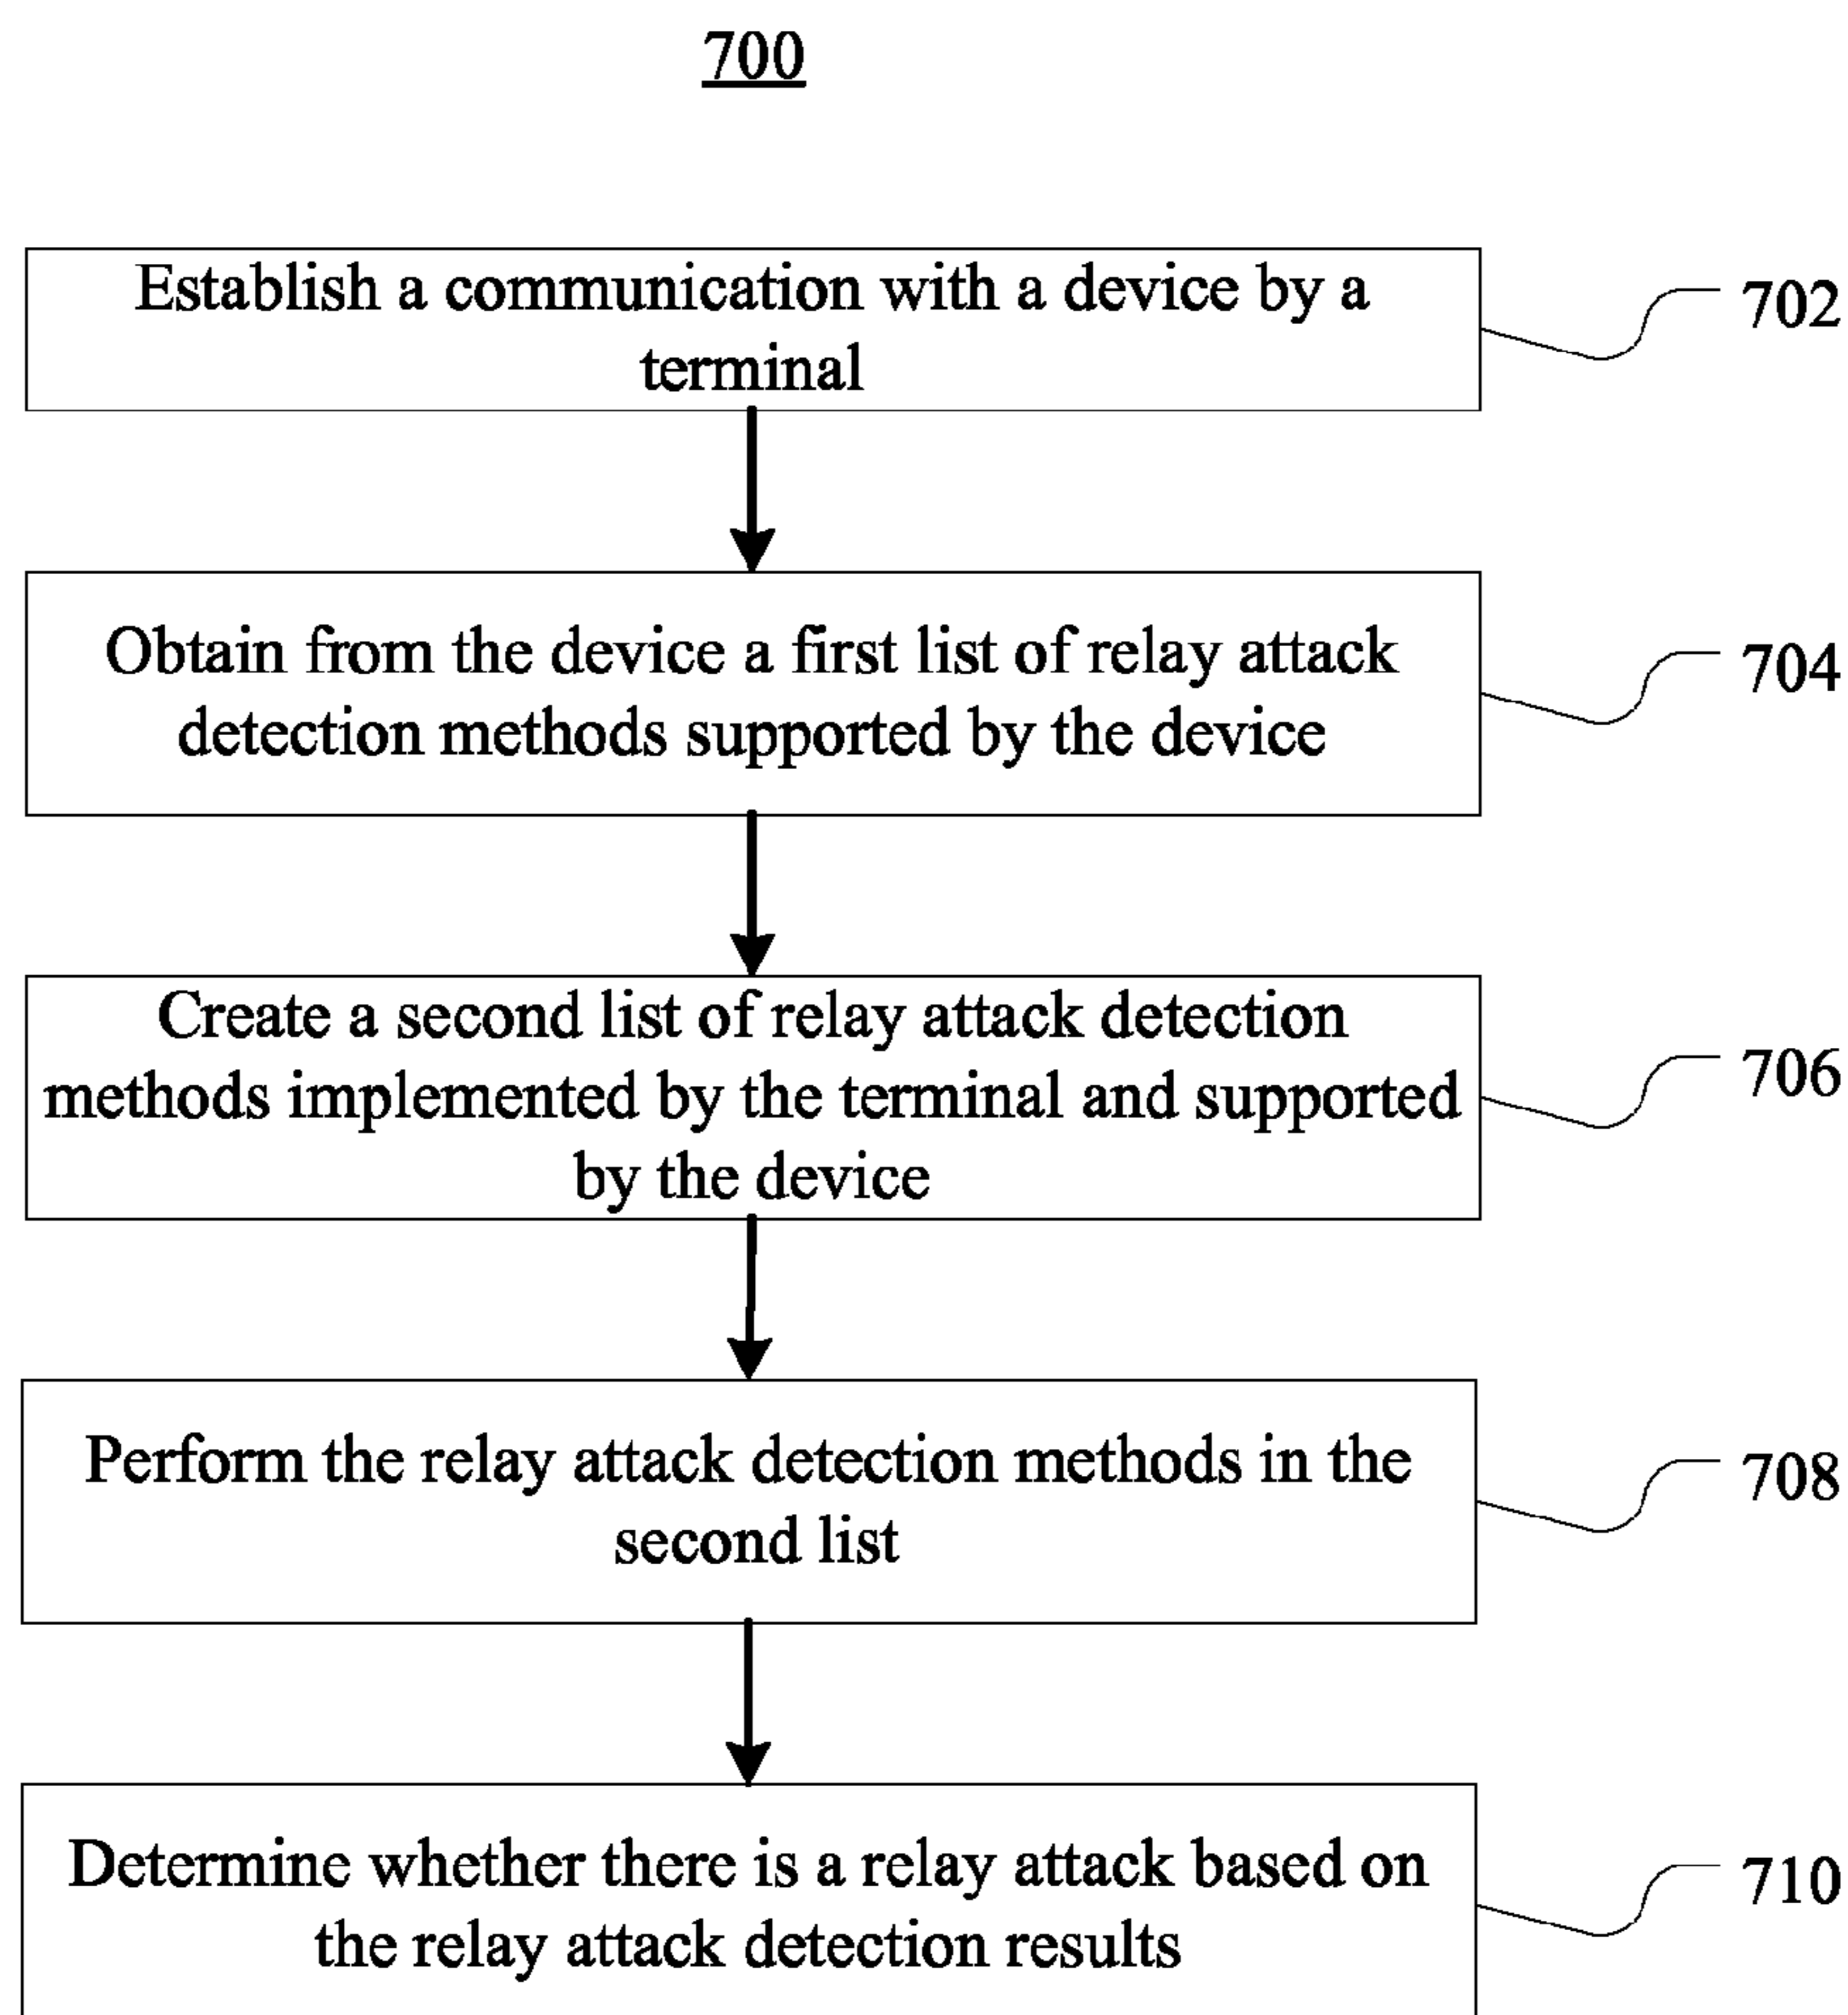 700
Establish a communication with a device by a
terminal
702
Obtain from the device a first list of relay attack
detection methods supported by the device
704
Create a second list of relay attack detection
methods implemented by the terminal and supported
by the device
706
Perform the relay attack detection methods in the
second list
708
Determine whether there is a relay attack based on
the relay attack detection results
710